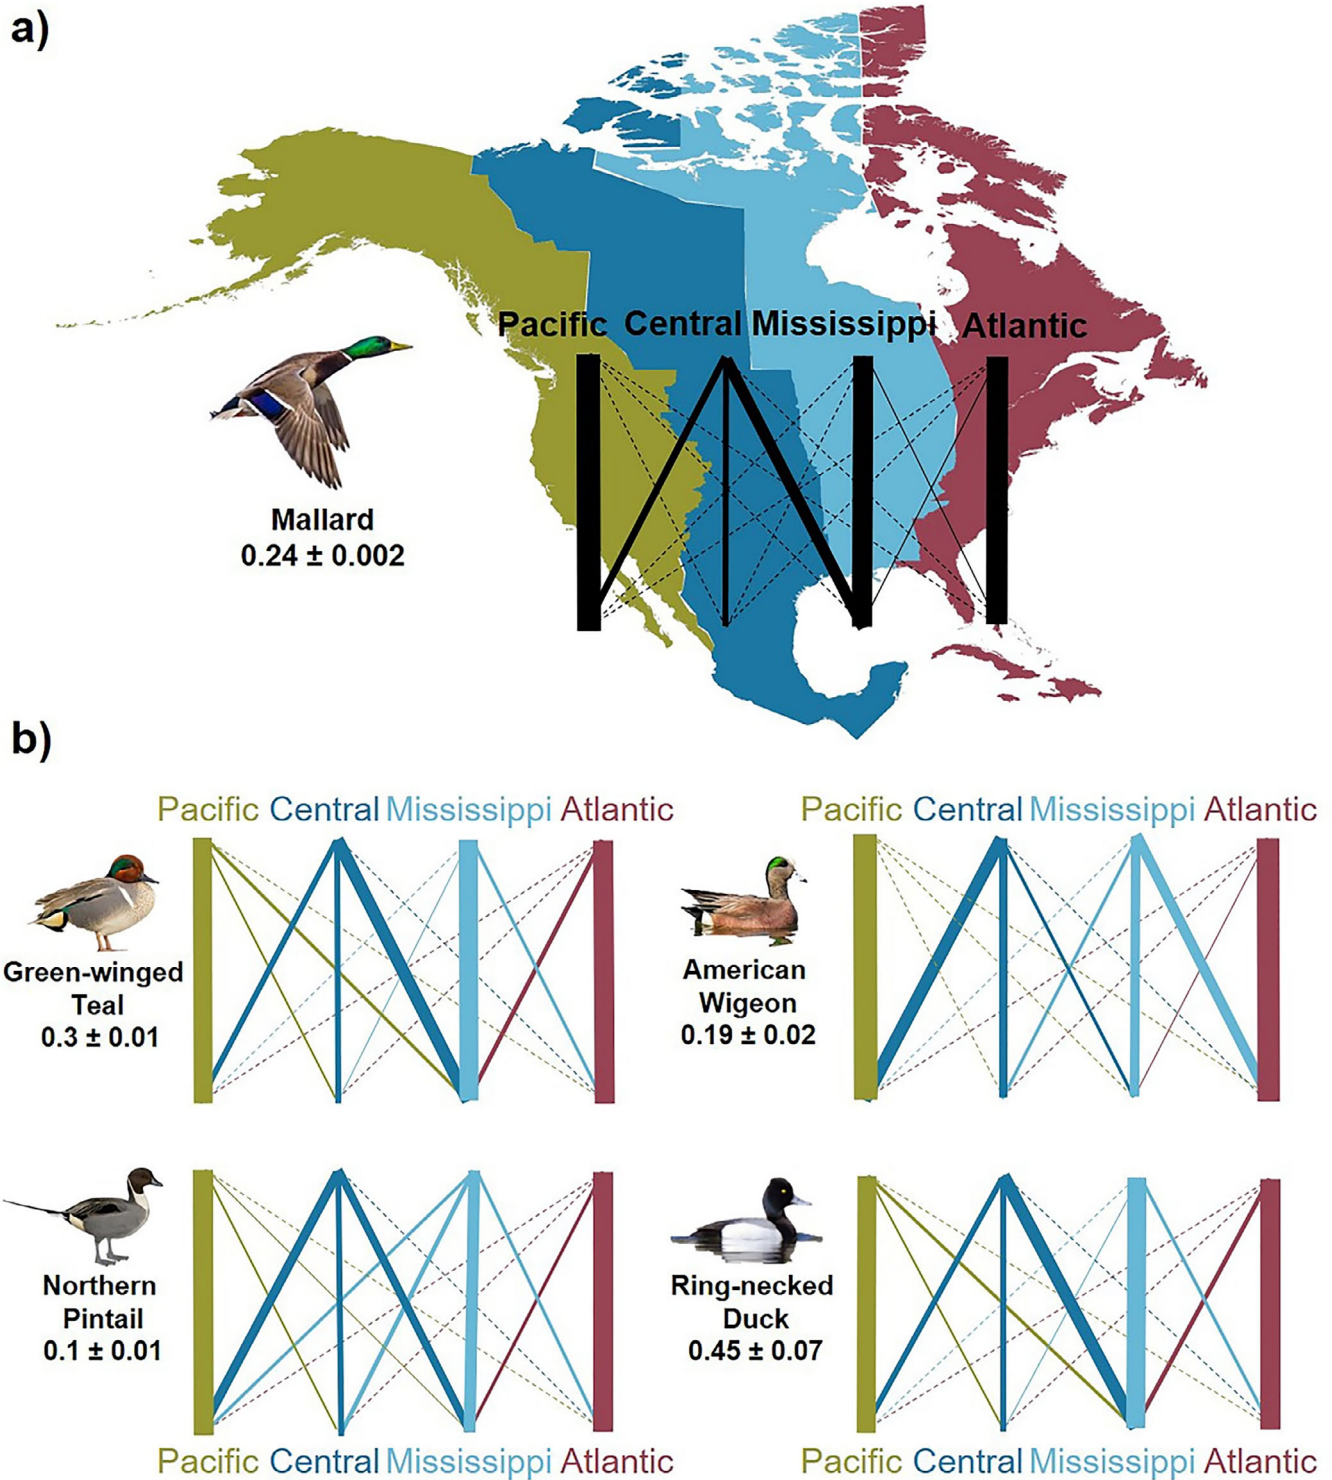 a)
Pacific Central Mississippi Atlantic
Mallard
0.24 ± 0.002
b)
Pacific Central Mississippi Atlantic
Pacific Central Mississippi Atlantic
Green-winged
Teal
0.3 ± 0.01
American
Wigeon
0.19 ± 0.02
Northern
Pintail
0.1 ± 0.01
Ring-necked
Duck
0.45 ± 0.07
Pacific Central Mississippi Atlantic
Pacific Central Mississippi Atlantic